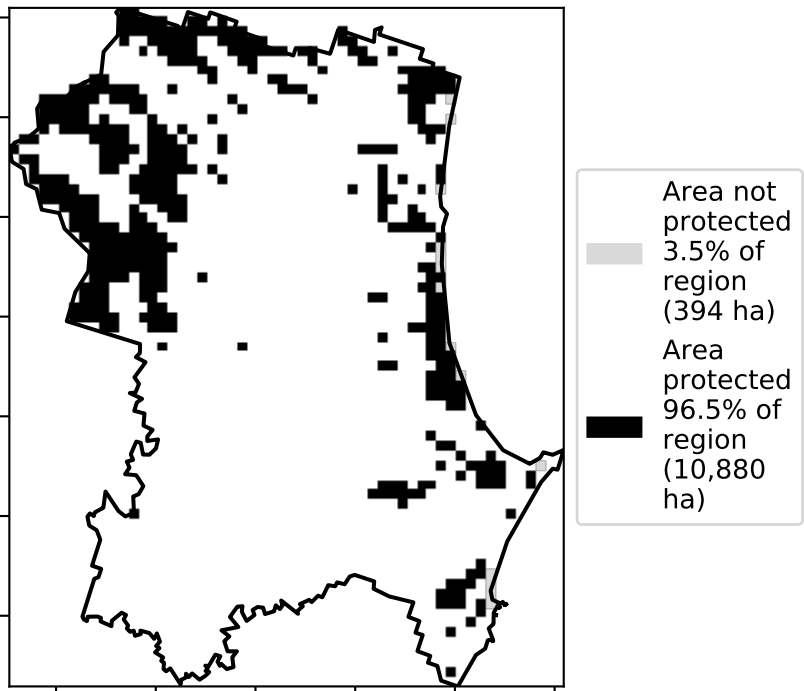 Area not
protected
3.5% of
region
(394 ha)
Area
protected
96.5% of
region
(10,880
ha)